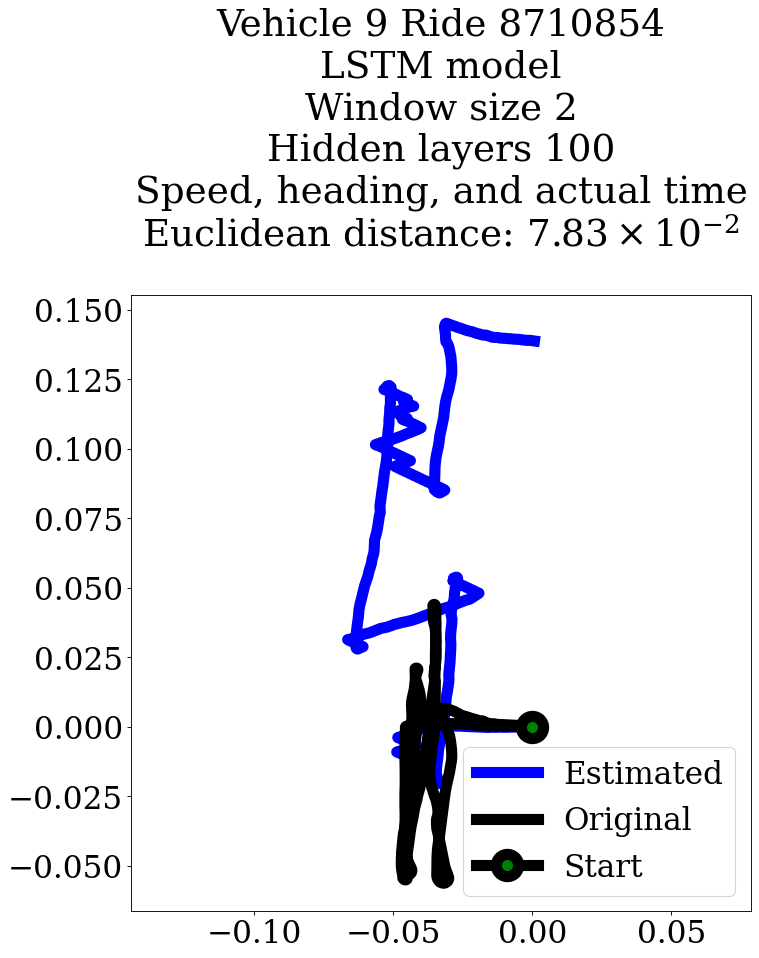 Vehicle 9 Ride 8710854
LSTM model
Window size 2
Hidden layers 100
Speed, heading, and actual time
Euclidean distance: 7.83 × 10⁻²
0.150
0.125
0.100
0.075
0.050
0.025
0.000
−0.025
−0.050
Estimated
Original
Start
−0.10 −0.05 0.00 0.05